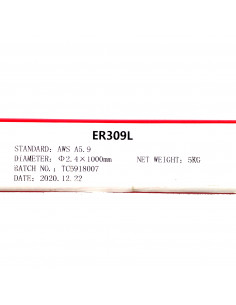 ER309L
STANDARD: AWS A5.9
DIAMETER: Φ2.4×1000mm NET WEIGHT: 5KG
BATCH NO.: TC5918007
DATE: 2020.12.22